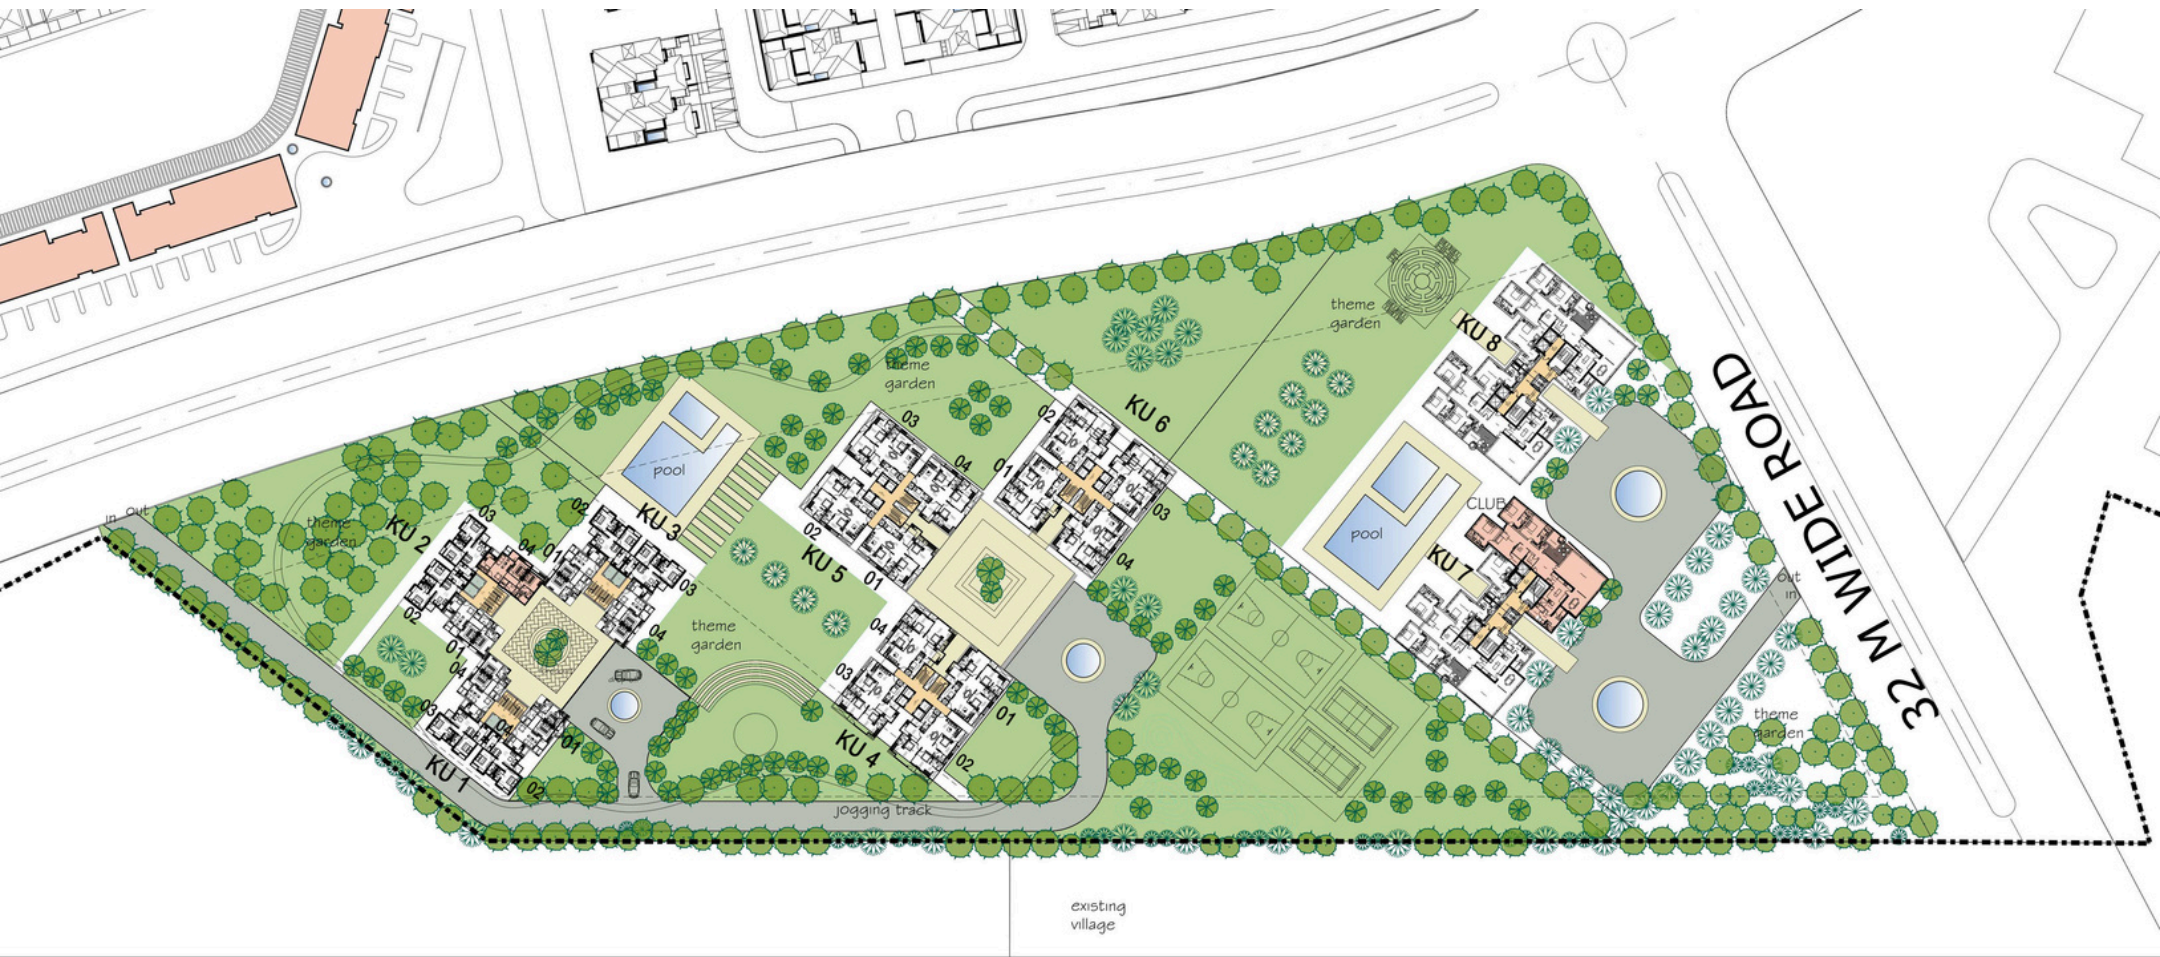 in out
theme
garden
KU 2
03
04
02
01
KU 3
02
01
03
04
pool
04
03
01
02
KU 1
theme
garden
theme
garden
03
04
02
01
KU 5
KU 6
02
01
03
04
04
03
01
02
KU 4
jogging track
theme
garden
KU 8
pool
CLUB
KU 7
out
in
theme
garden
32 M WIDE ROAD
existing
village